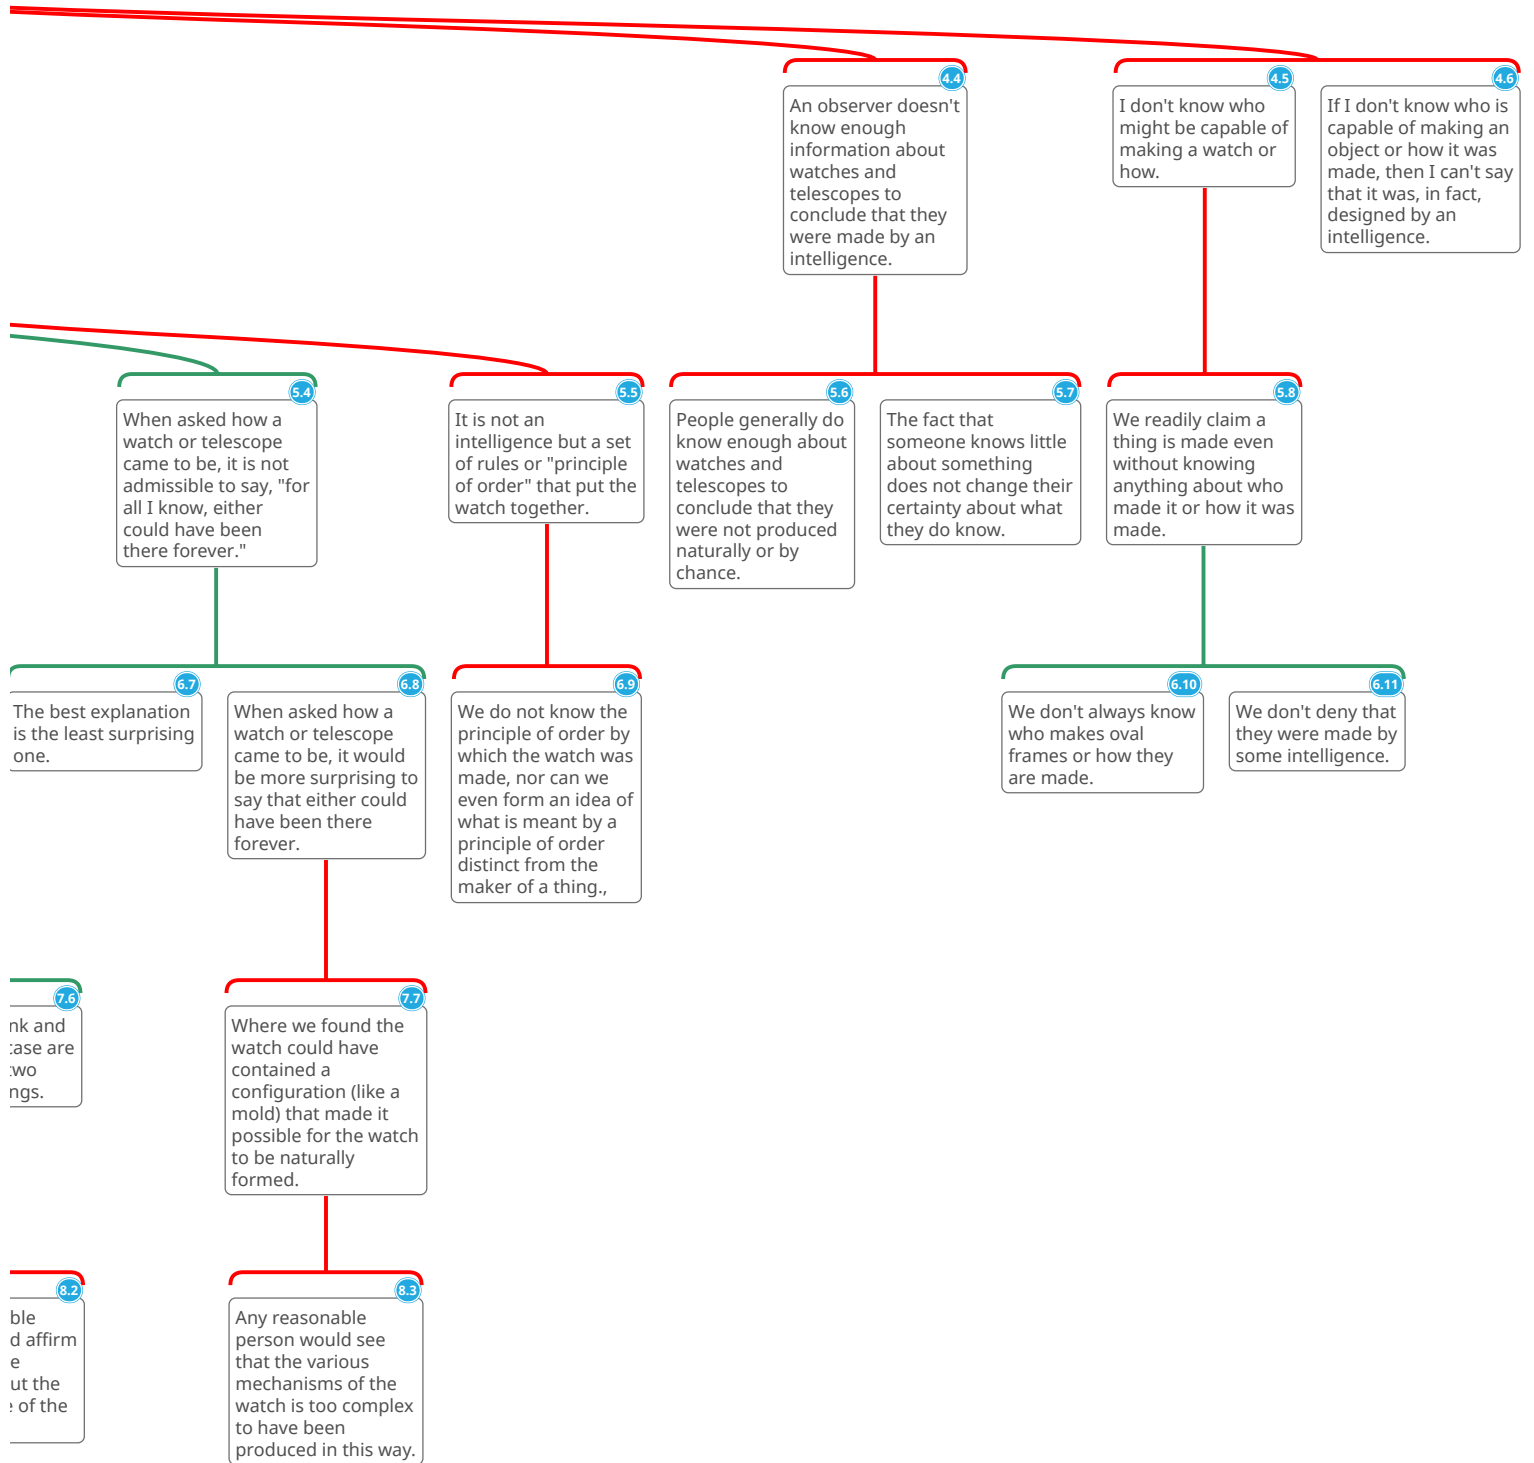 4.4
An observer doesn't
know enough
information about
watches and
telescopes to
conclude that they
were made by an
intelligence.
4.5
I don't know who
might be capable of
making a watch or
how.
4.6
If I don't know who is
capable of making an
object or how it was
made, then I can't say
that it was, in fact,
designed by an
intelligence.
5.4
When asked how a
watch or telescope
came to be, it is not
admissible to say, "for
all I know, either
could have been
there forever."
5.5
It is not an
intelligence but a set
of rules or "principle
of order" that put the
watch together.
5.6
People generally do
know enough about
watches and
telescopes to
conclude that they
were not produced
naturally or by
chance.
5.7
The fact that
someone knows little
about something
does not change their
certainty about what
they do know.
5.8
We readily claim a
thing is made even
without knowing
anything about who
made it or how it was
made.
6.7
The best explanation
is the least surprising
one.
6.8
When asked how a
watch or telescope
came to be, it would
be more surprising to
say that either could
have been there
forever.
6.9
We do not know the
principle of order by
which the watch was
made, nor can we
even form an idea of
what is meant by a
principle of order
distinct from the
maker of a thing.,
6.10
We don't always know
who makes oval
frames or how they
are made.
6.11
We don't deny that
they were made by
some intelligence.
7.6
nk and
case are
two
ngs.
7.7
Where we found the
watch could have
contained a
configuration (like a
mold) that made it
possible for the watch
to be naturally
formed.
8.2
ble
d affirm
e
ut the
e of the
8.3
Any reasonable
person would see
that the various
mechanisms of the
watch is too complex
to have been
produced in this way.